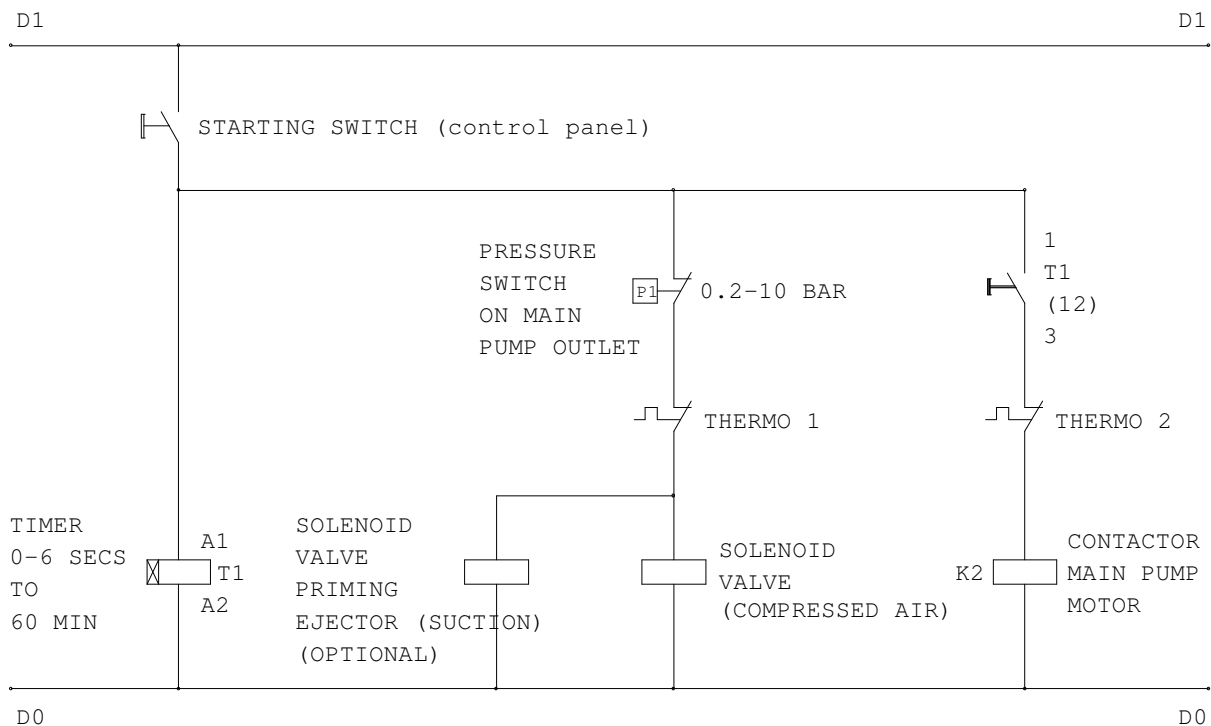 D1
D1
STARTING SWITCH (control panel)
PRESSURE
SWITCH
ON MAIN
PUMP OUTLET
P1
0.2-10 BAR
1
T1
(12)
3
THERMO 1
THERMO 2
TIMER
0-6 SECS
TO
60 MIN
A1
T1
A2
SOLENOID
VALVE
PRIMING
EJECTOR (SUCTION)
(OPTIONAL)
SOLENOID
VALVE
(COMPRESSED AIR)
K2
CONTACTOR
MAIN PUMP
MOTOR
D0
D0